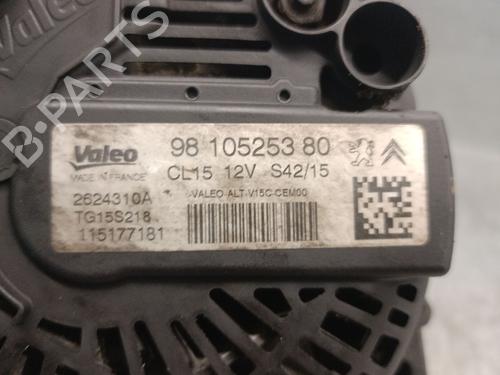 Valeo
Valeo 98 105253 80
MADE IN FRANCE CL15 12V S42/15
2624310A VALEO ALT-V15C-CEM00
TG15S218
115177181
B-Parts